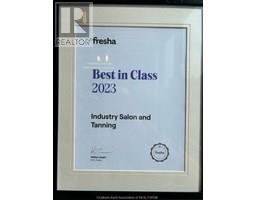 REALTOR®
fresha
Best in Class
2023
Industry Salon and
Tanning